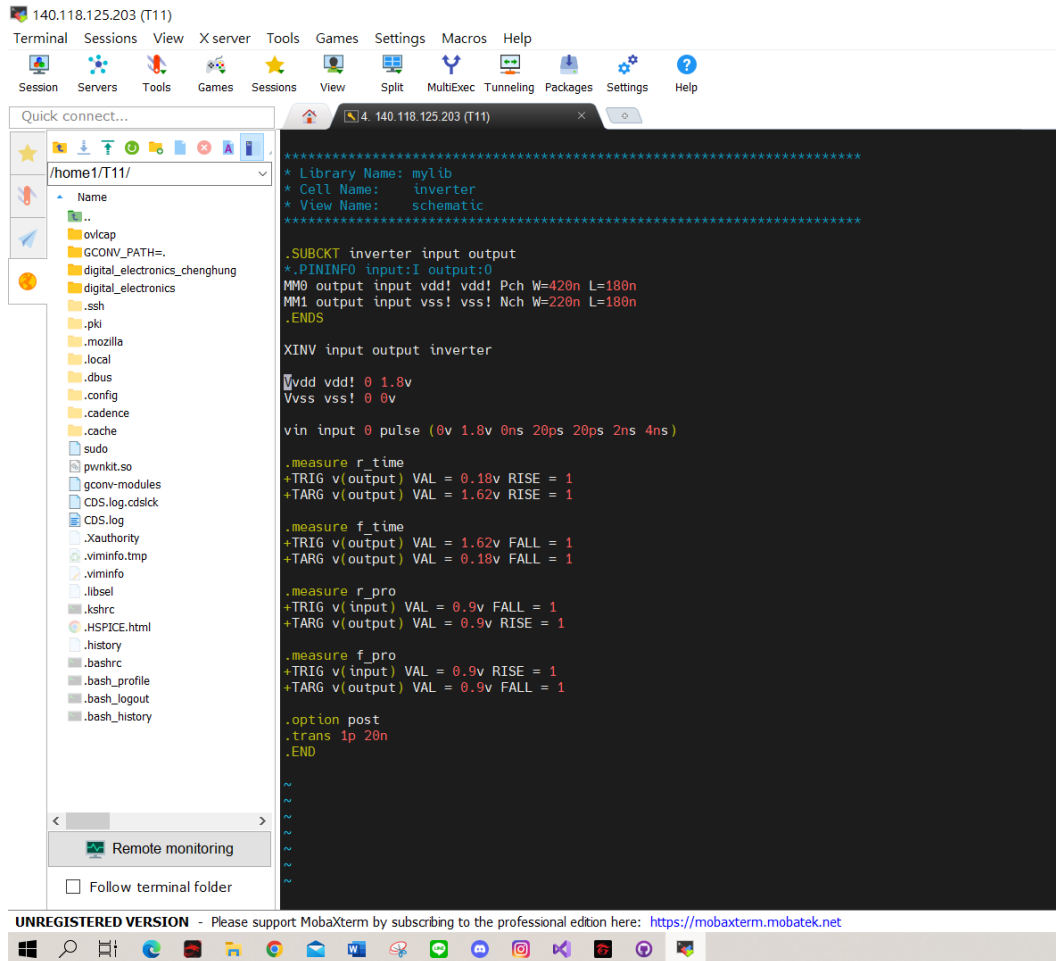 140.118.125.203 (T11)
Terminal Sessions View X server Tools Games Settings Macros Help
Session Servers Tools Games Sessions View Split MultiExec Tunneling Packages Settings Help
Quick connect...
4. 140.118.125.203 (T11)
/home1/T11/
Name
..
ovlcap
GCONV_PATH=.
digital_electronics_chenghung
digital_electronics
.ssh
.pki
.mozilla
.local
.dbus
.config
.cadence
.cache
sudo
pwnkit.so
gconv-modules
CDS.log.cdslck
CDS.log
.Xauthority
.viminfo.tmp
.viminfo
.libsel
.kshrc
.HSPICE.html
.history
.bashrc
.bash_profile
.bash_logout
.bash_history
Remote monitoring
Follow terminal folder
************************************************************************
* Library Name: mylib
* Cell Name:    inverter
* View Name:    schematic
************************************************************************
.SUBCKT inverter input output
*.PININFO input:I output:O
MM0 output input vdd! vdd! Pch W=420n L=180n
MM1 output input vss! vss! Nch W=220n L=180n
.ENDS
XINV input output inverter
Vvdd vdd! 0 1.8v
Vvss vss! 0 0v
vin input 0 pulse (0v 1.8v 0ns 20ps 20ps 2ns 4ns)
.measure r_time
+TRIG v(output) VAL = 0.18v RISE = 1
+TARG v(output) VAL = 1.62v RISE = 1
.measure f_time
+TRIG v(output) VAL = 1.62v FALL = 1
+TARG v(output) VAL = 0.18v FALL = 1
.measure r_pro
+TRIG v(input) VAL = 0.9v FALL = 1
+TARG v(output) VAL = 0.9v RISE = 1
.measure f_pro
+TRIG v(input) VAL = 0.9v RISE = 1
+TARG v(output) VAL = 0.9v FALL = 1
.option post
.trans 1p 20n
.END
~
~
~
~
~
~
~
UNREGISTERED VERSION - Please support MobaXterm by subscribing to the professional edition here: https://mobaxterm.mobatek.net